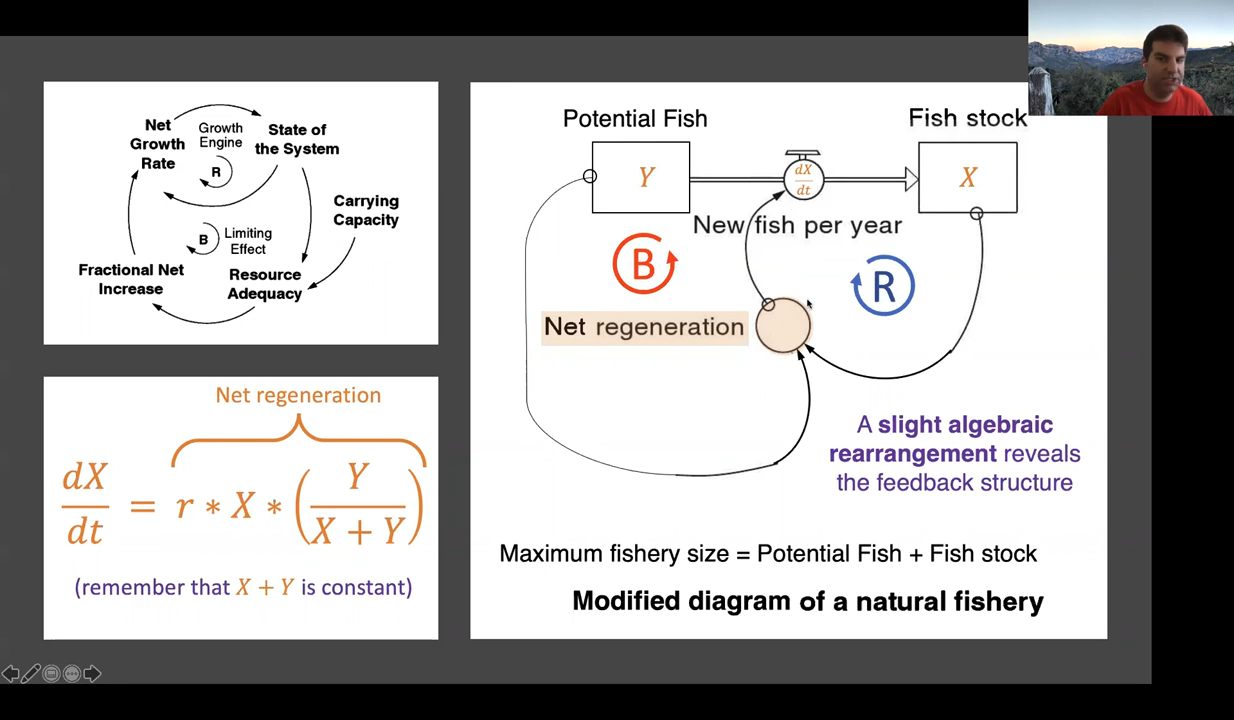 Net
Growth
Rate
Growth
Engine
R
State of
the System
Carrying
Capacity
B
Limiting
Effect
Fractional Net
Increase
Resource
Adequacy
Net regeneration
dX/dt = r * X * (Y/(X + Y))
(remember that X + Y is constant)
Potential Fish
Fish stock
Y
dX/dt
X
New fish per year
B
R
Net regeneration
A slight algebraic
rearrangement reveals
the feedback structure
Maximum fishery size = Potential Fish + Fish stock
Modified diagram of a natural fishery